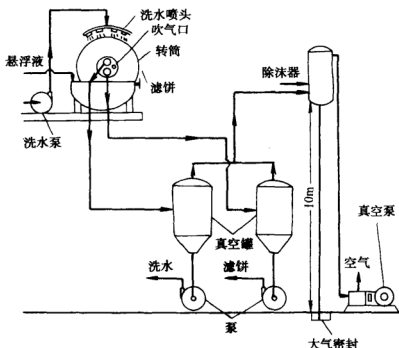 洗水喷头
吹气口
转筒
悬浮液
滤饼
洗水泵
除沫器
10m
真空罐
真空泵
空气
洗水
滤饼
泵
大气密封